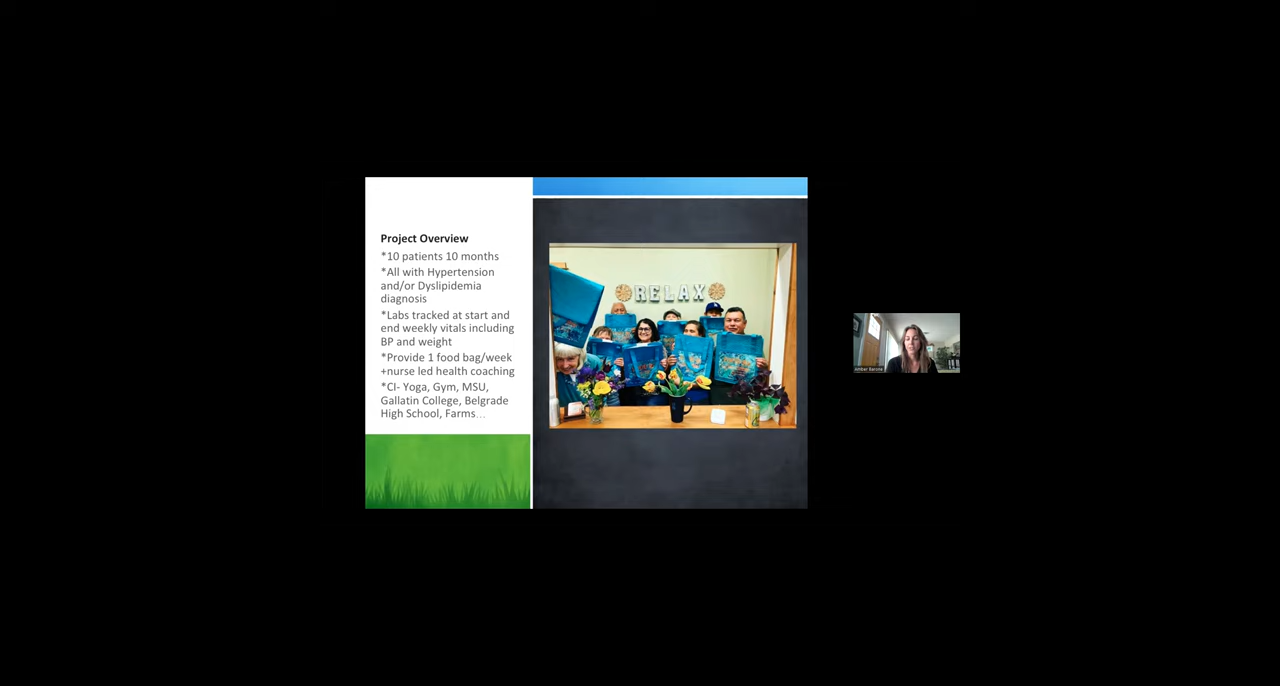 Project Overview
*10 patients 10 months
*All with Hypertension
and/or Dyslipidemia
diagnosis
*Labs tracked at start and
end weekly vitals including
BP and weight
*Provide 1 food bag/week
+nurse led health coaching
*CI- Yoga, Gym, MSU,
Gallatin College, Belgrade
High School, Farms...
RELAX
Amber Barone